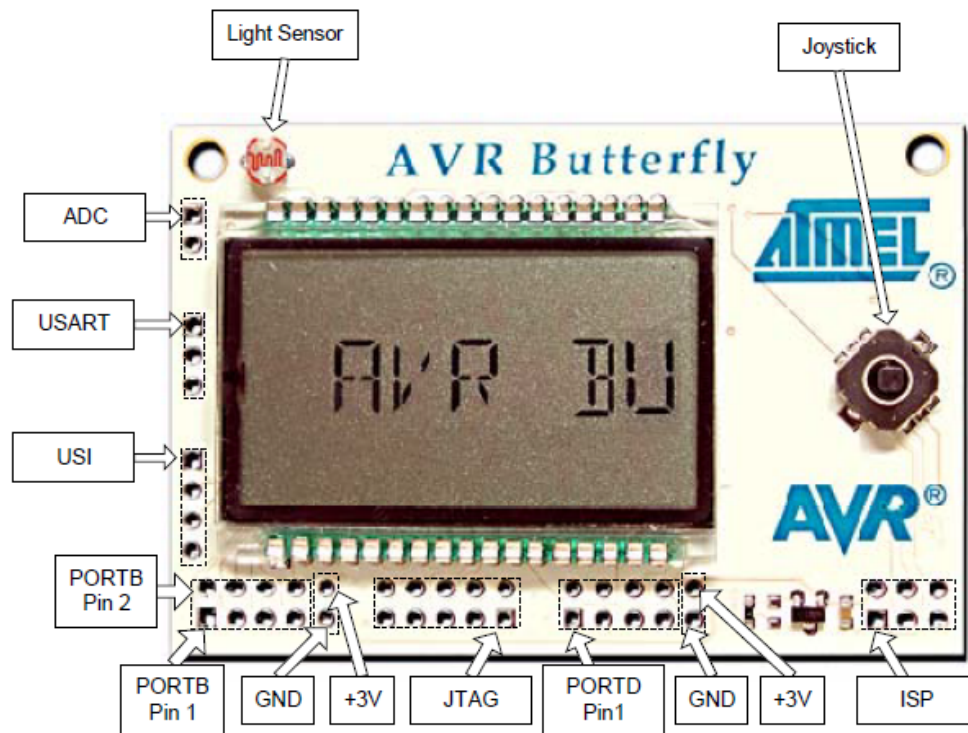 Light Sensor
Joystick
AVR Butterfly
ADC
ATMEL
®
USART
AVR BU
USI
AVR®
PORTB
Pin 2
PORTB
Pin 1
GND
+3V
JTAG
PORTD
Pin1
GND
+3V
ISP